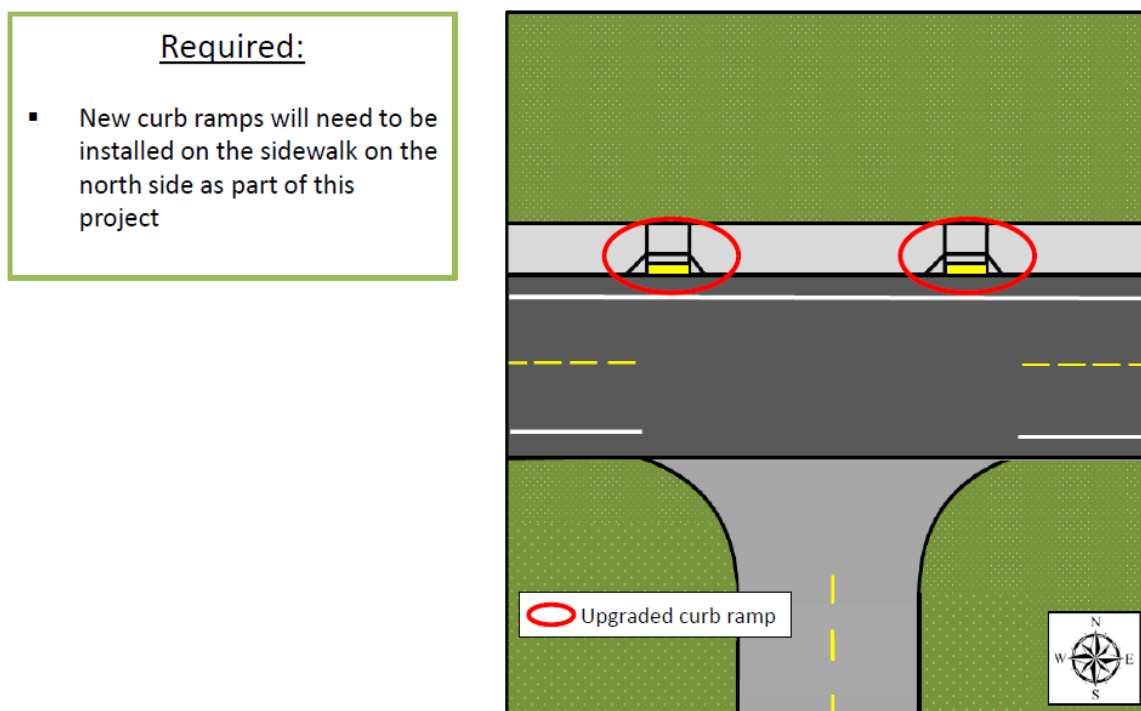 Required:
▪ New curb ramps will need to be
installed on the sidewalk on the
north side as part of this
project
Upgraded curb ramp
N
W E
S